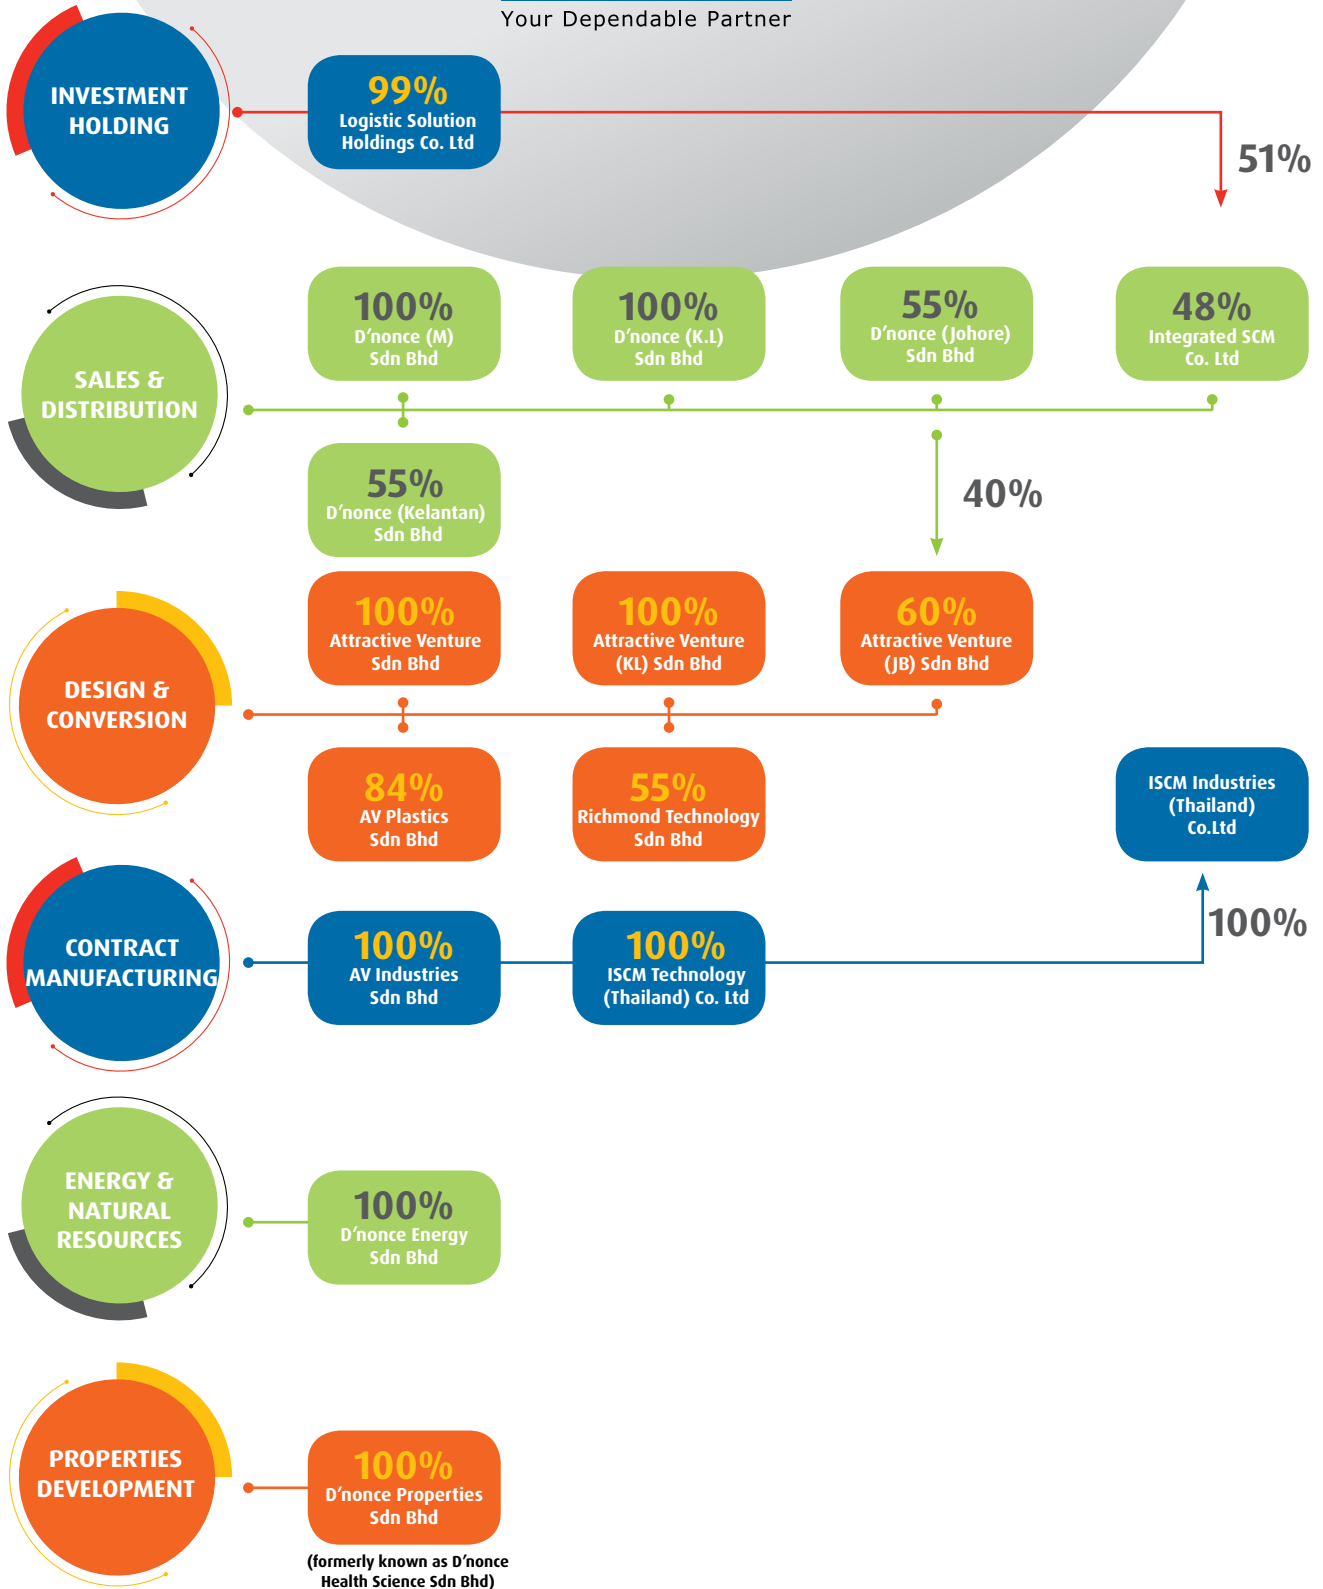 Your Dependable Partner
INVESTMENT
HOLDING
99%
Logistic Solution
Holdings Co. Ltd
51%
SALES &
DISTRIBUTION
100%
D'nonce (M)
Sdn Bhd
100%
D'nonce (K.L)
Sdn Bhd
55%
D'nonce (Johore)
Sdn Bhd
48%
Integrated SCM
Co. Ltd
55%
D'nonce (Kelantan)
Sdn Bhd
40%
DESIGN &
CONVERSION
100%
Attractive Venture
Sdn Bhd
100%
Attractive Venture
(KL) Sdn Bhd
60%
Attractive Venture
(JB) Sdn Bhd
84%
AV Plastics
Sdn Bhd
55%
Richmond Technology
Sdn Bhd
ISCM Industries
(Thailand)
Co.Ltd
CONTRACT
MANUFACTURING
100%
AV Industries
Sdn Bhd
100%
ISCM Technology
(Thailand) Co. Ltd
100%
ENERGY &
NATURAL
RESOURCES
100%
D'nonce Energy
Sdn Bhd
PROPERTIES
DEVELOPMENT
100%
D'nonce Properties
Sdn Bhd
(formerly known as D'nonce
Health Science Sdn Bhd)